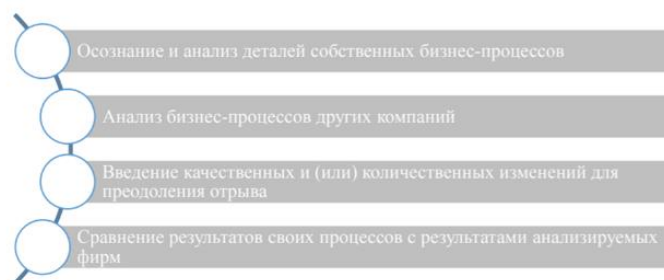 Осознание и анализ деталей собственных бизнес-процессов
Анализ бизнес-процессов других компаний
Введение качественных и (или) количественных изменений для
преодоления отрыва
Сравнение результатов своих процессов с результатами анализируемых
фирм